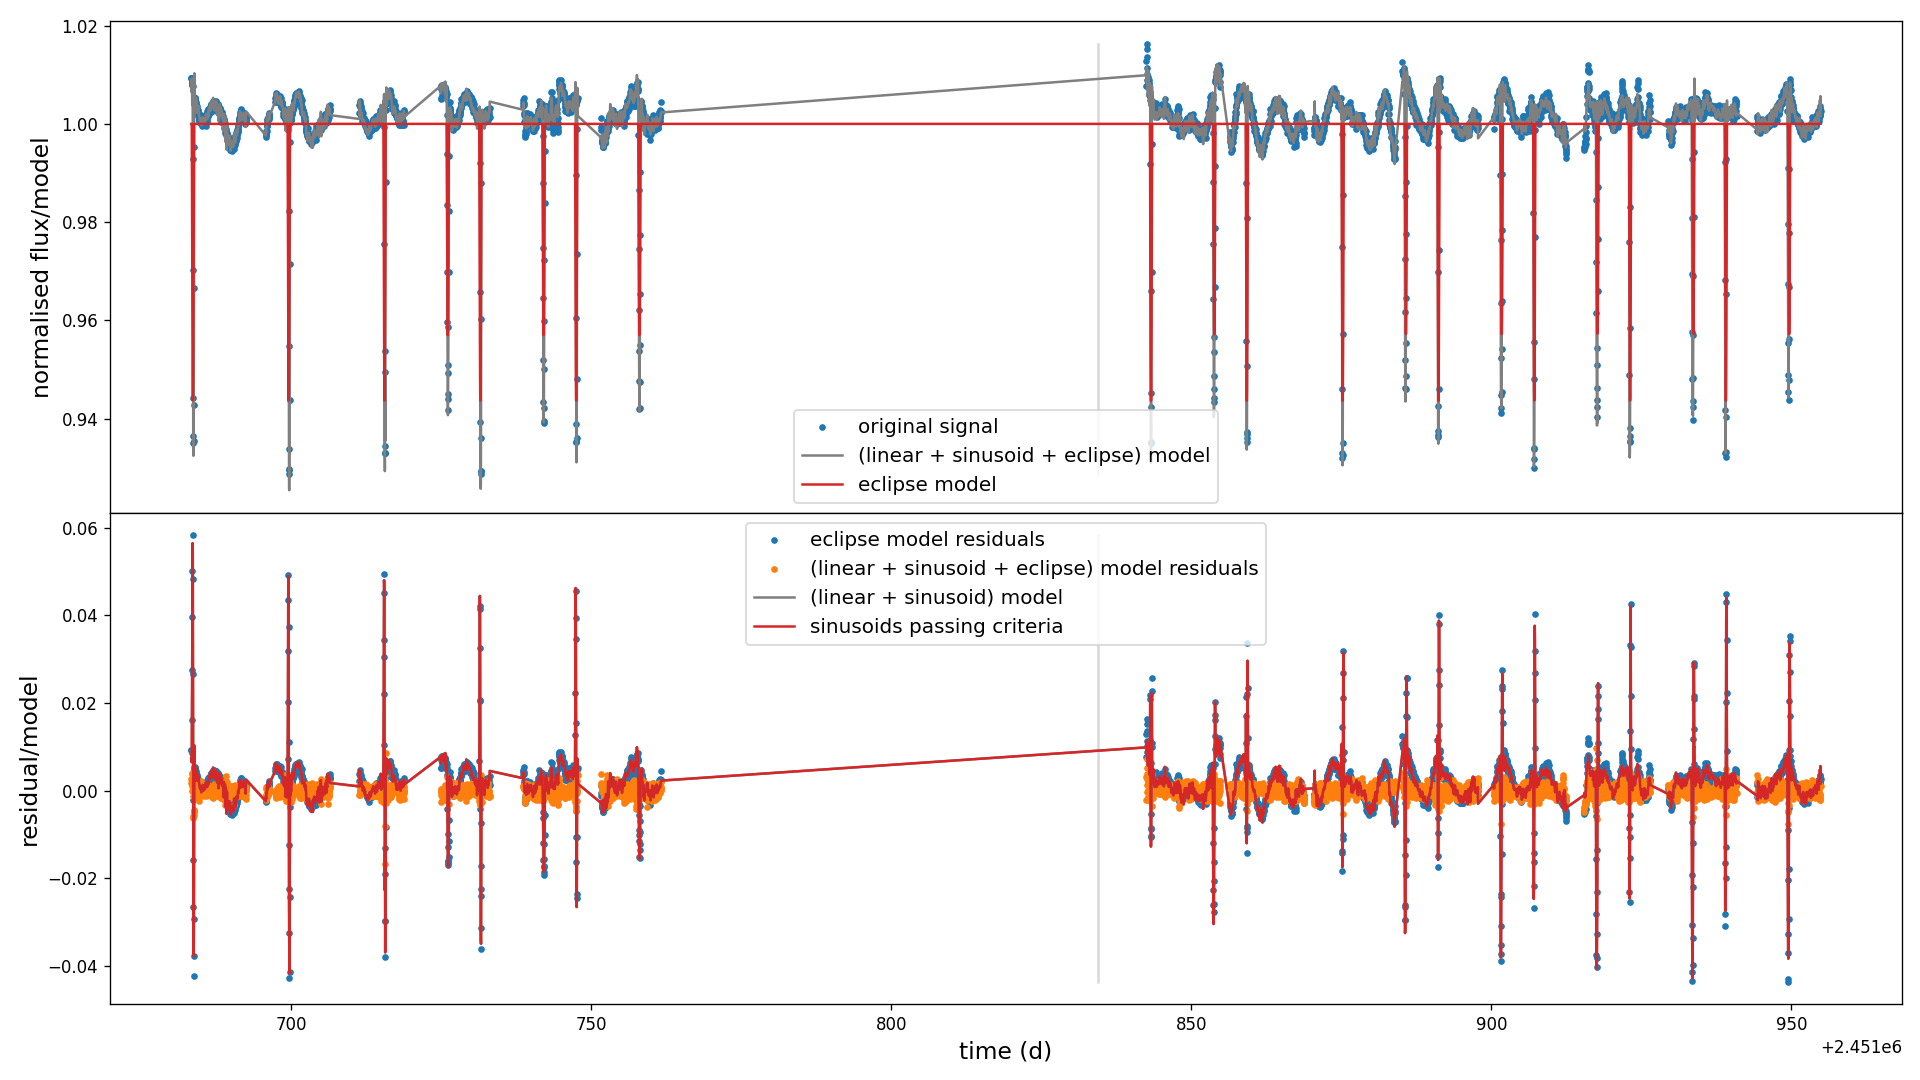 1.02
1.00
0.98
0.96
0.94
normalised flux/model
original signal
(linear + sinusoid + eclipse) model
eclipse model
0.06
0.04
0.02
0.00
−0.02
−0.04
residual/model
eclipse model residuals
(linear + sinusoid + eclipse) model residuals
(linear + sinusoid) model
sinusoids passing criteria
700
750
800
850
900
950
time (d)
+2.451e6